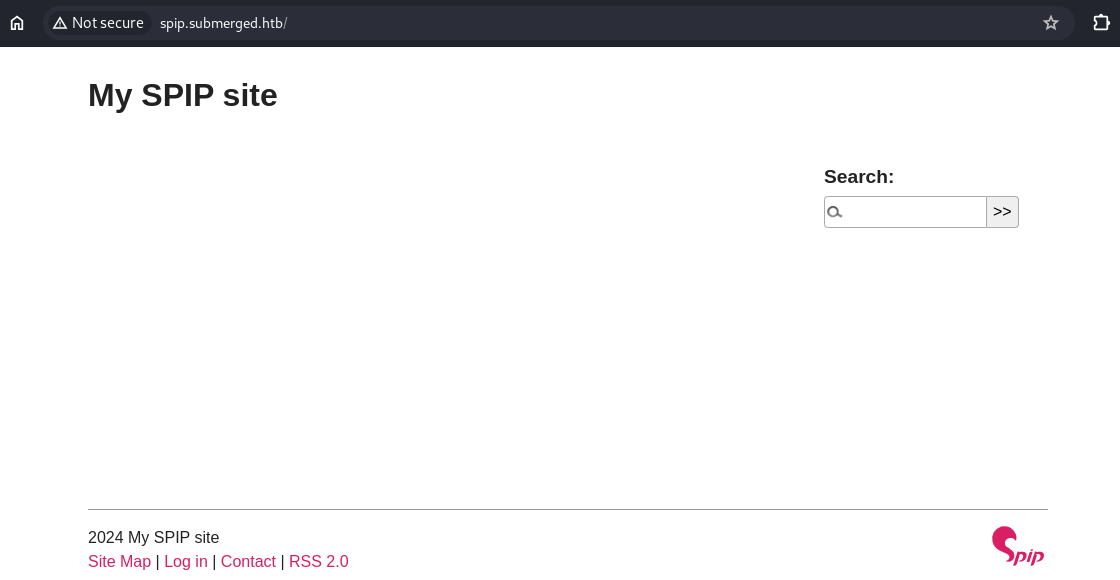 Not secure spip.submerged.htb/
My SPIP site
Search:
>>
2024 My SPIP site
Site Map | Log in | Contact | RSS 2.0
Spip